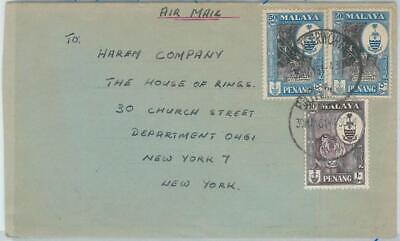 AIR MAIL
TO:
HAREM COMPANY
THE HOUSE OF RINGS.
30 CHURCH STREET
DEPARTMENT OU61
NEW YORK 7
NEW YORK.
MALAYA
PENANG
MALAYA
PENANG
MALAYA
PENANG